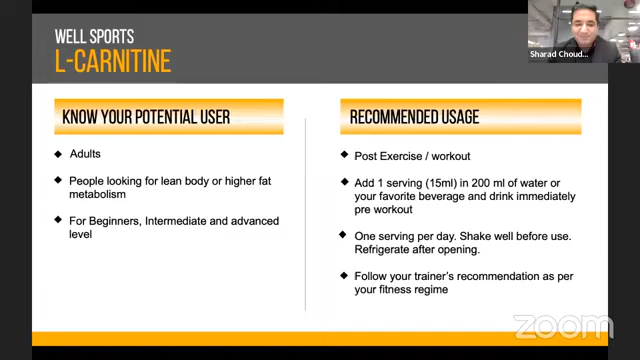 WELL SPORTS
L-CARNITINE
Sharad Choud...
KNOW YOUR POTENTIAL USER
Adults
People looking for lean body or higher fat
metabolism
For Beginners, Intermediate and advanced
level
RECOMMENDED USAGE
Post Exercise / workout
Add 1 serving (15ml) in 200 ml of water or
your favorite beverage and drink immediately
pre workout
One serving per day. Shake well before use.
Refrigerate after opening.
Follow your trainer's recommendation as per
your fitness regime
zoom